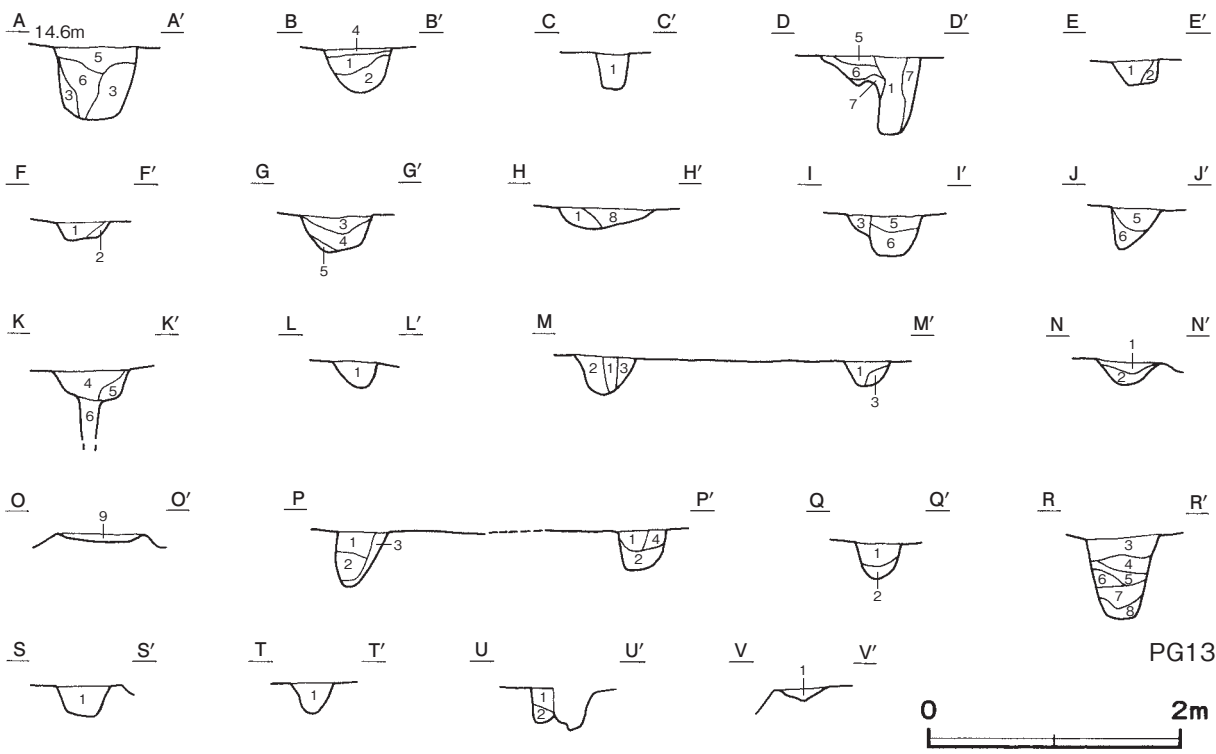 A 14.6m A′ B B′ C C′ D D′ E E′
4
5
5
1 2
1
6 7 1 7
1 2
6 3 3
F F′ G G′ H H′ I I′ J J′
1 2
3 4 5
1 8
3 5 6
5 6
K K′ L L′ M M′ N N′
4 5 6
1
2 1 3 1 3
1 2
O O′ P P′ Q Q′ R R′
9
1 2 3 1 4 2
1 2
3 4 6 5 7 8
S S′ T T′ U U′ V V′
1
1
1 2
1
PG13
0 2m